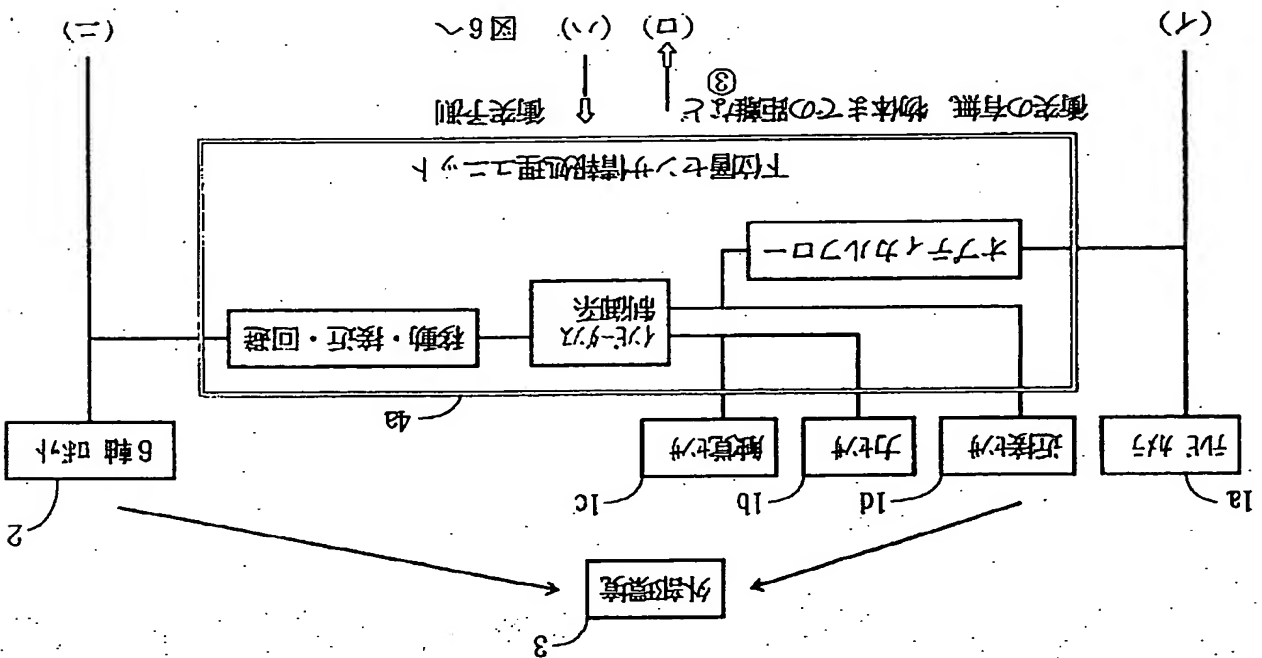 3
外部環境
1a
1d
1b
1c
2
テレビ カメラ
近接センサ
力センサ
触覚センサ
6軸 ロボット
4a
インピーダンス
制御系
移動・接近・回避
オプティカルフロー
下位層センサ情報処理ユニット
衝突の有無 物体までの距離など
③
衝突予測
(イ)
(ロ)
(ハ)
図6へ
(ニ)